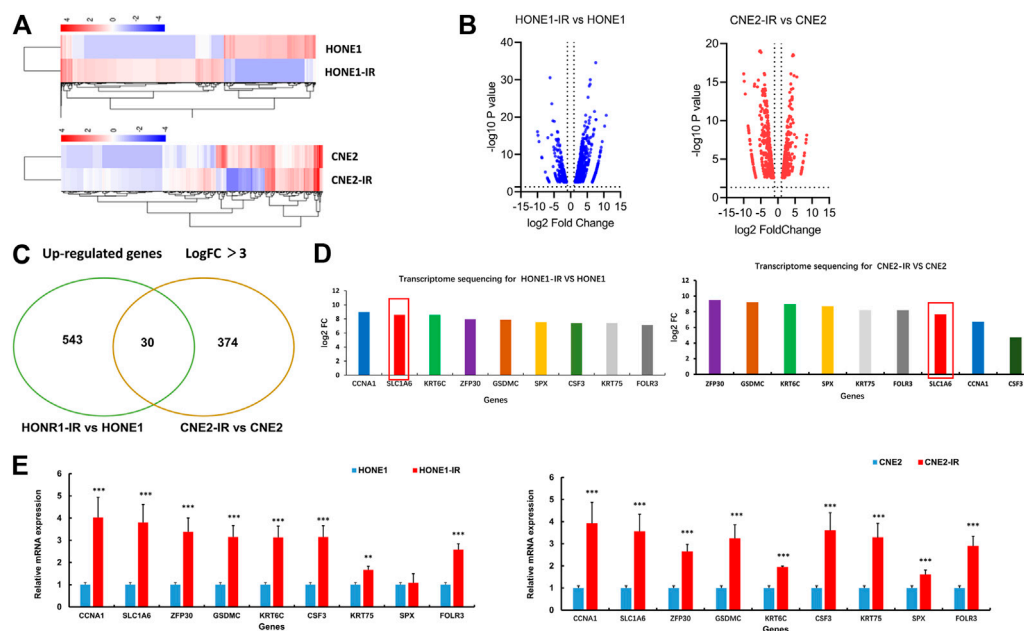 A
4 2 0 -2 -4
HONE1
HONE1-IR
4 2 0 -2 -4
CNE2
CNE2-IR
B
HONE1-IR vs HONE1
40
30
20
10
0
-log10 P value
-15 -10 -5 0 5 10 15
log2 Fold Change
CNE2-IR vs CNE2
20
15
10
5
0
-log10 P value
-15 -10 -5 0 5 10 15
log2 FoldChange
C
Up-regulated genes LogFC >3
543 30 374
HONR1-IR vs HONE1 CNE2-IR vs CNE2
D
Transcriptome sequencing for HONE1-IR VS HONE1
12
10
8
6
4
2
0
log2 FC
CCNA1 SLC1A6 KRT6C ZFP30 GSDMC SPX CSF3 KRT75 FOLR3
Genes
Transcriptome sequencing for CNE2-IR VS CNE2
12
10
8
6
4
2
0
log2 FC
ZFP30 GSDMC KRT6C SPX KRT75 FOLR3 SLC1A6 CCNA1 CSF3
Genes
E
HONE1 HONE1-IR
6
5
4
3
2
1
0
Relative mRNA expression
*** *** *** *** *** *** ** ***
CCNA1 SLC1A6 ZFP30 GSDMC KRT6C CSF3 KRT75 SPX FOLR3
Genes
CNE2 CNE2-IR
6
5
4
3
2
1
0
Relative mRNA expression
*** *** *** *** *** *** *** *** ***
CCNA1 SLC1A6 ZFP30 GSDMC KRT6C CSF3 KRT75 SPX FOLR3
Genes